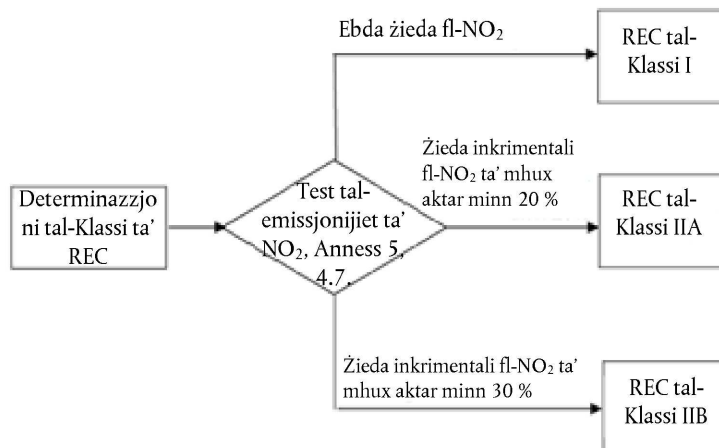 Ebda żieda fl-NO₂
REC tal-
Klassi I
Determinazzjo
ni tal-Klassi ta’
REC
Test tal-
emissjonijiet ta’
NO₂, Anness 5,
4.7.
Żieda inkrimentali
fl-NO₂ ta’ mhux
aktar minn 20 %
REC tal-
Klassi IIA
Żieda inkrimentali fl-NO₂ ta’
mhux aktar minn 30 %
REC tal-
Klassi IIB